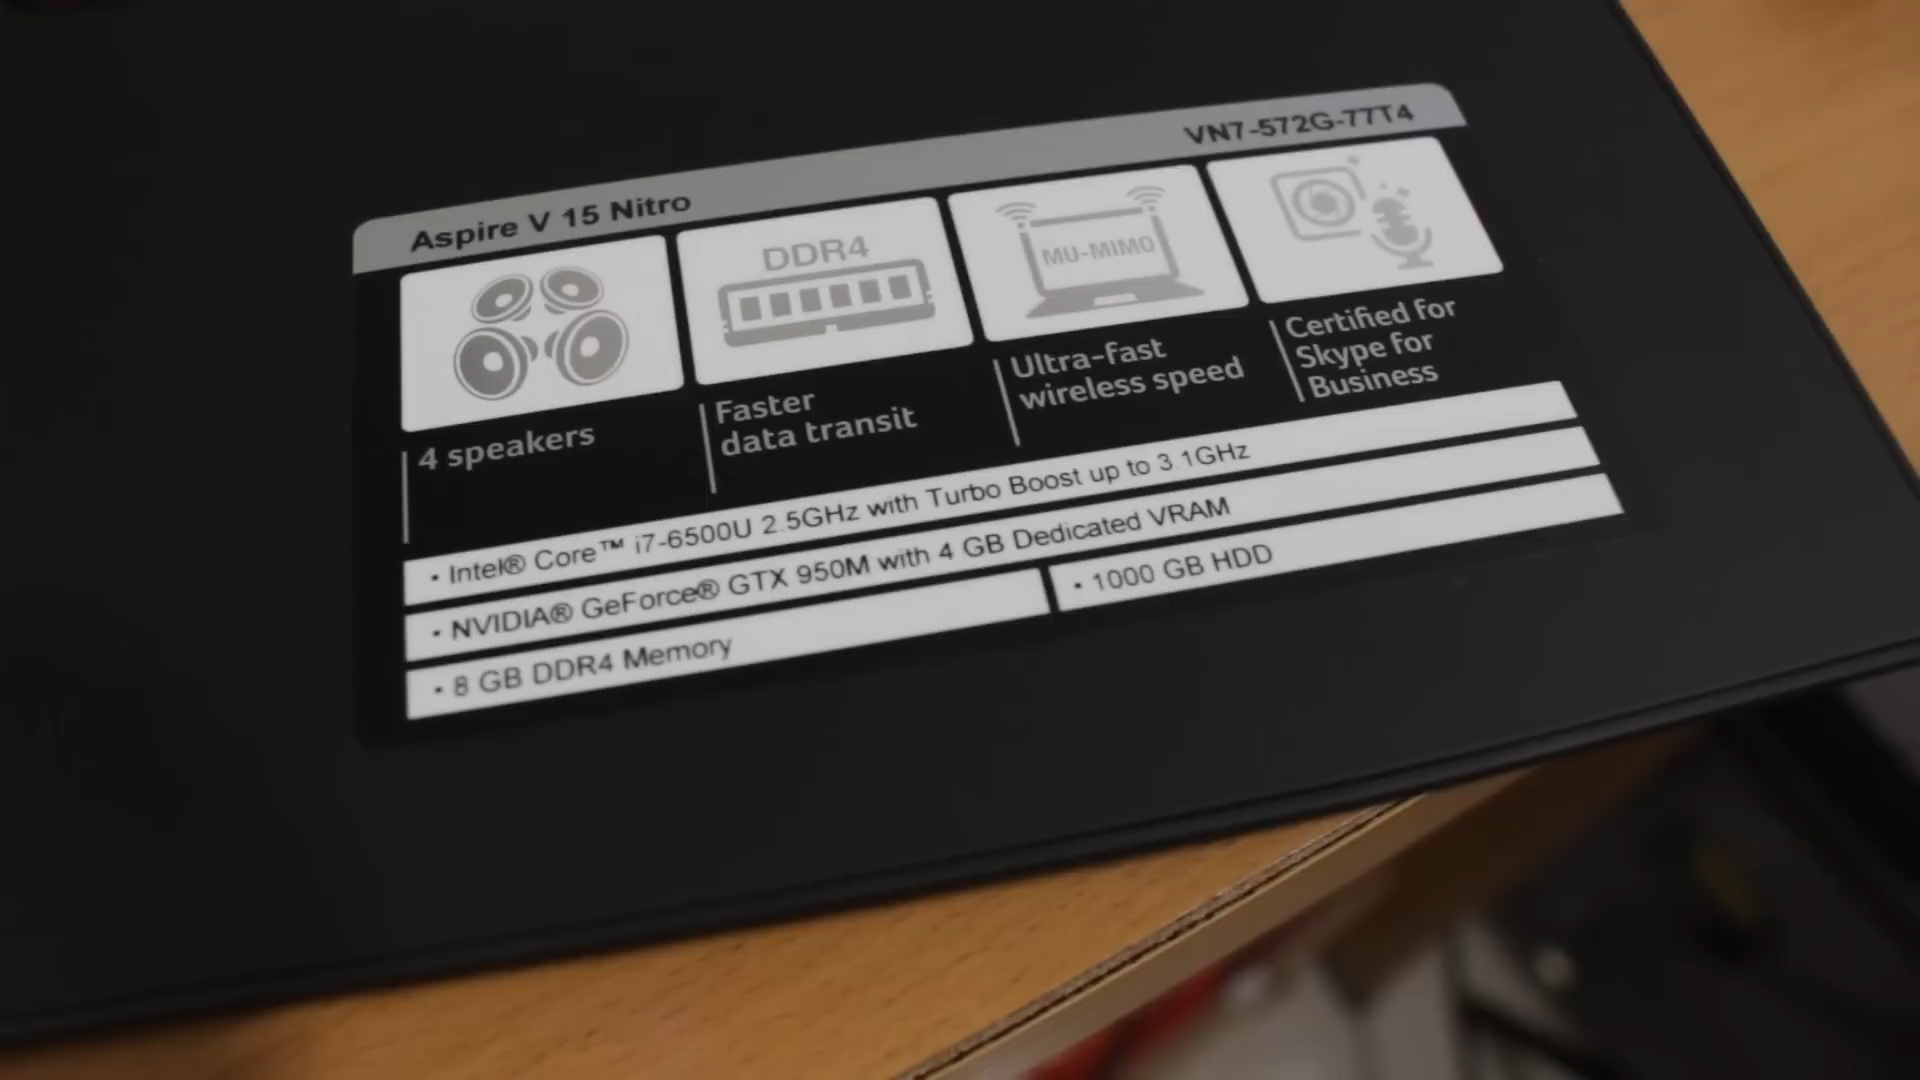 Aspire V 15 Nitro
VN7-572G-77T4
DDR4
MU-MIMO
4 speakers
Faster
data transit
Ultra-fast
wireless speed
Certified for
Skype for
Business
• Intel® Core™ i7-6500U 2.5GHz with Turbo Boost up to 3.1GHz
• NVIDIA® GeForce® GTX 950M with 4 GB Dedicated VRAM
• 8 GB DDR4 Memory
• 1000 GB HDD